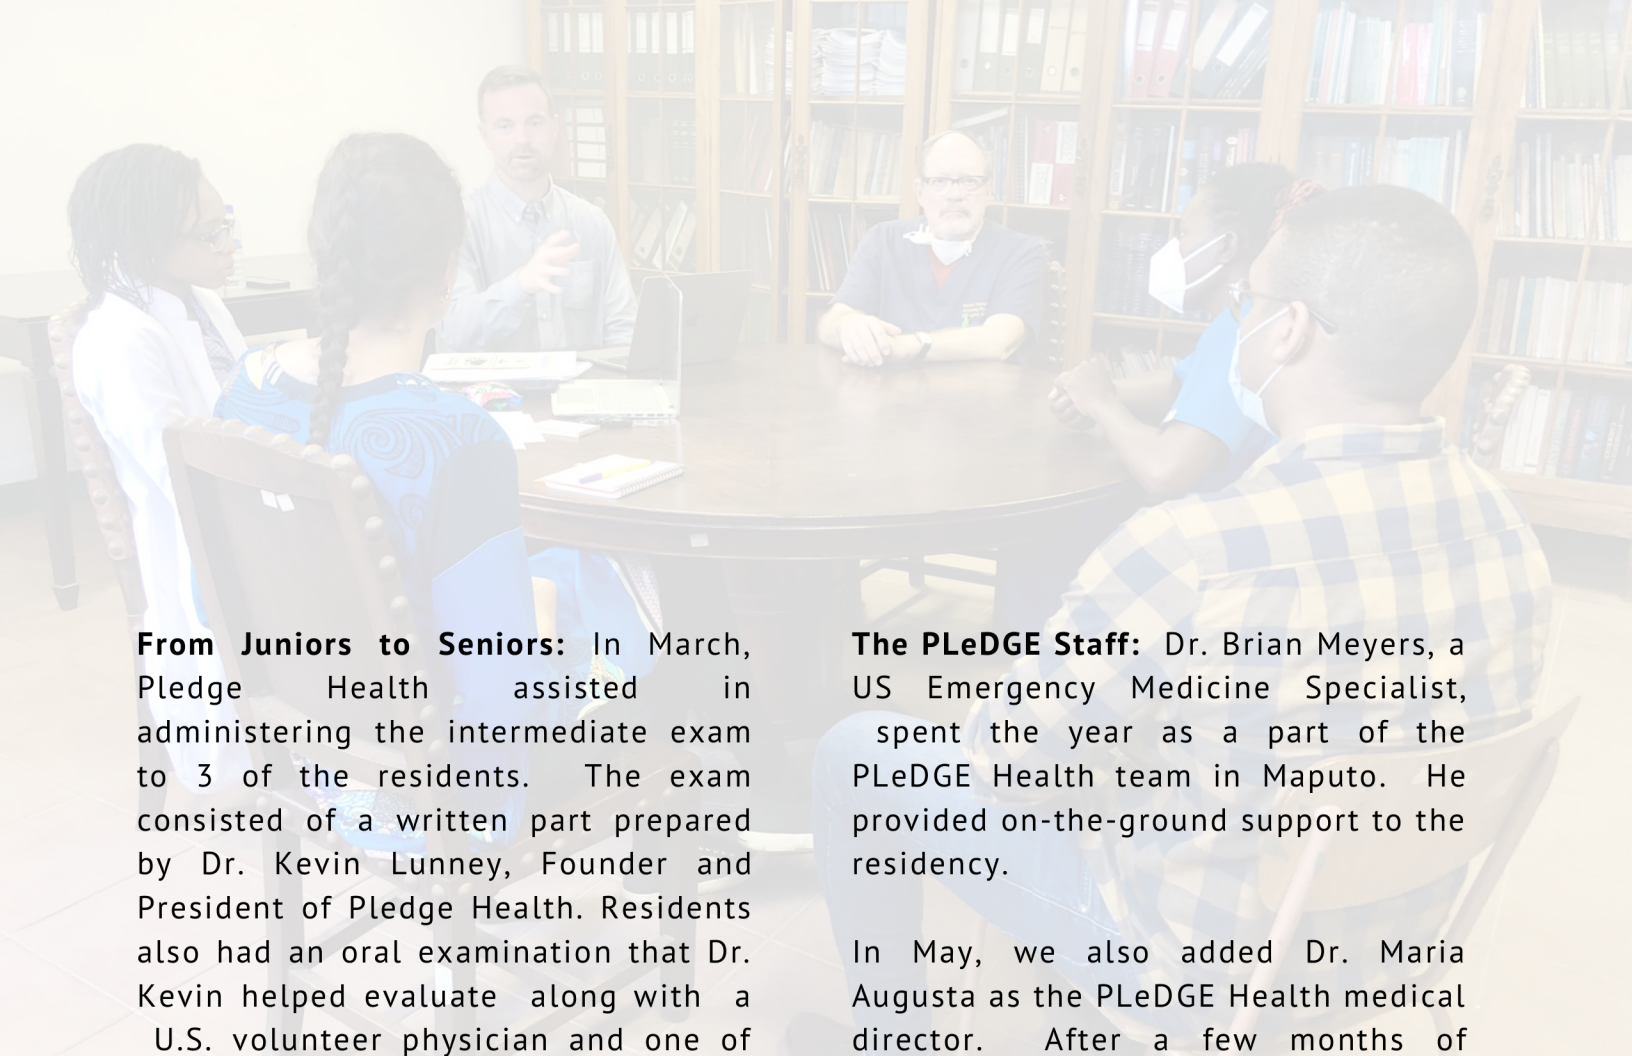 From Juniors to Seniors: In March,
Pledge Health assisted in
administering the intermediate exam
to 3 of the residents. The exam
consisted of a written part prepared
by Dr. Kevin Lunney, Founder and
President of Pledge Health. Residents
also had an oral examination that Dr.
Kevin helped evaluate along with a
U.S. volunteer physician and one of
The PLeDGE Staff: Dr. Brian Meyers, a
US Emergency Medicine Specialist,
spent the year as a part of the
PLeDGE Health team in Maputo. He
provided on-the-ground support to the
residency.
In May, we also added Dr. Maria
Augusta as the PLeDGE Health medical
director. After a few months of